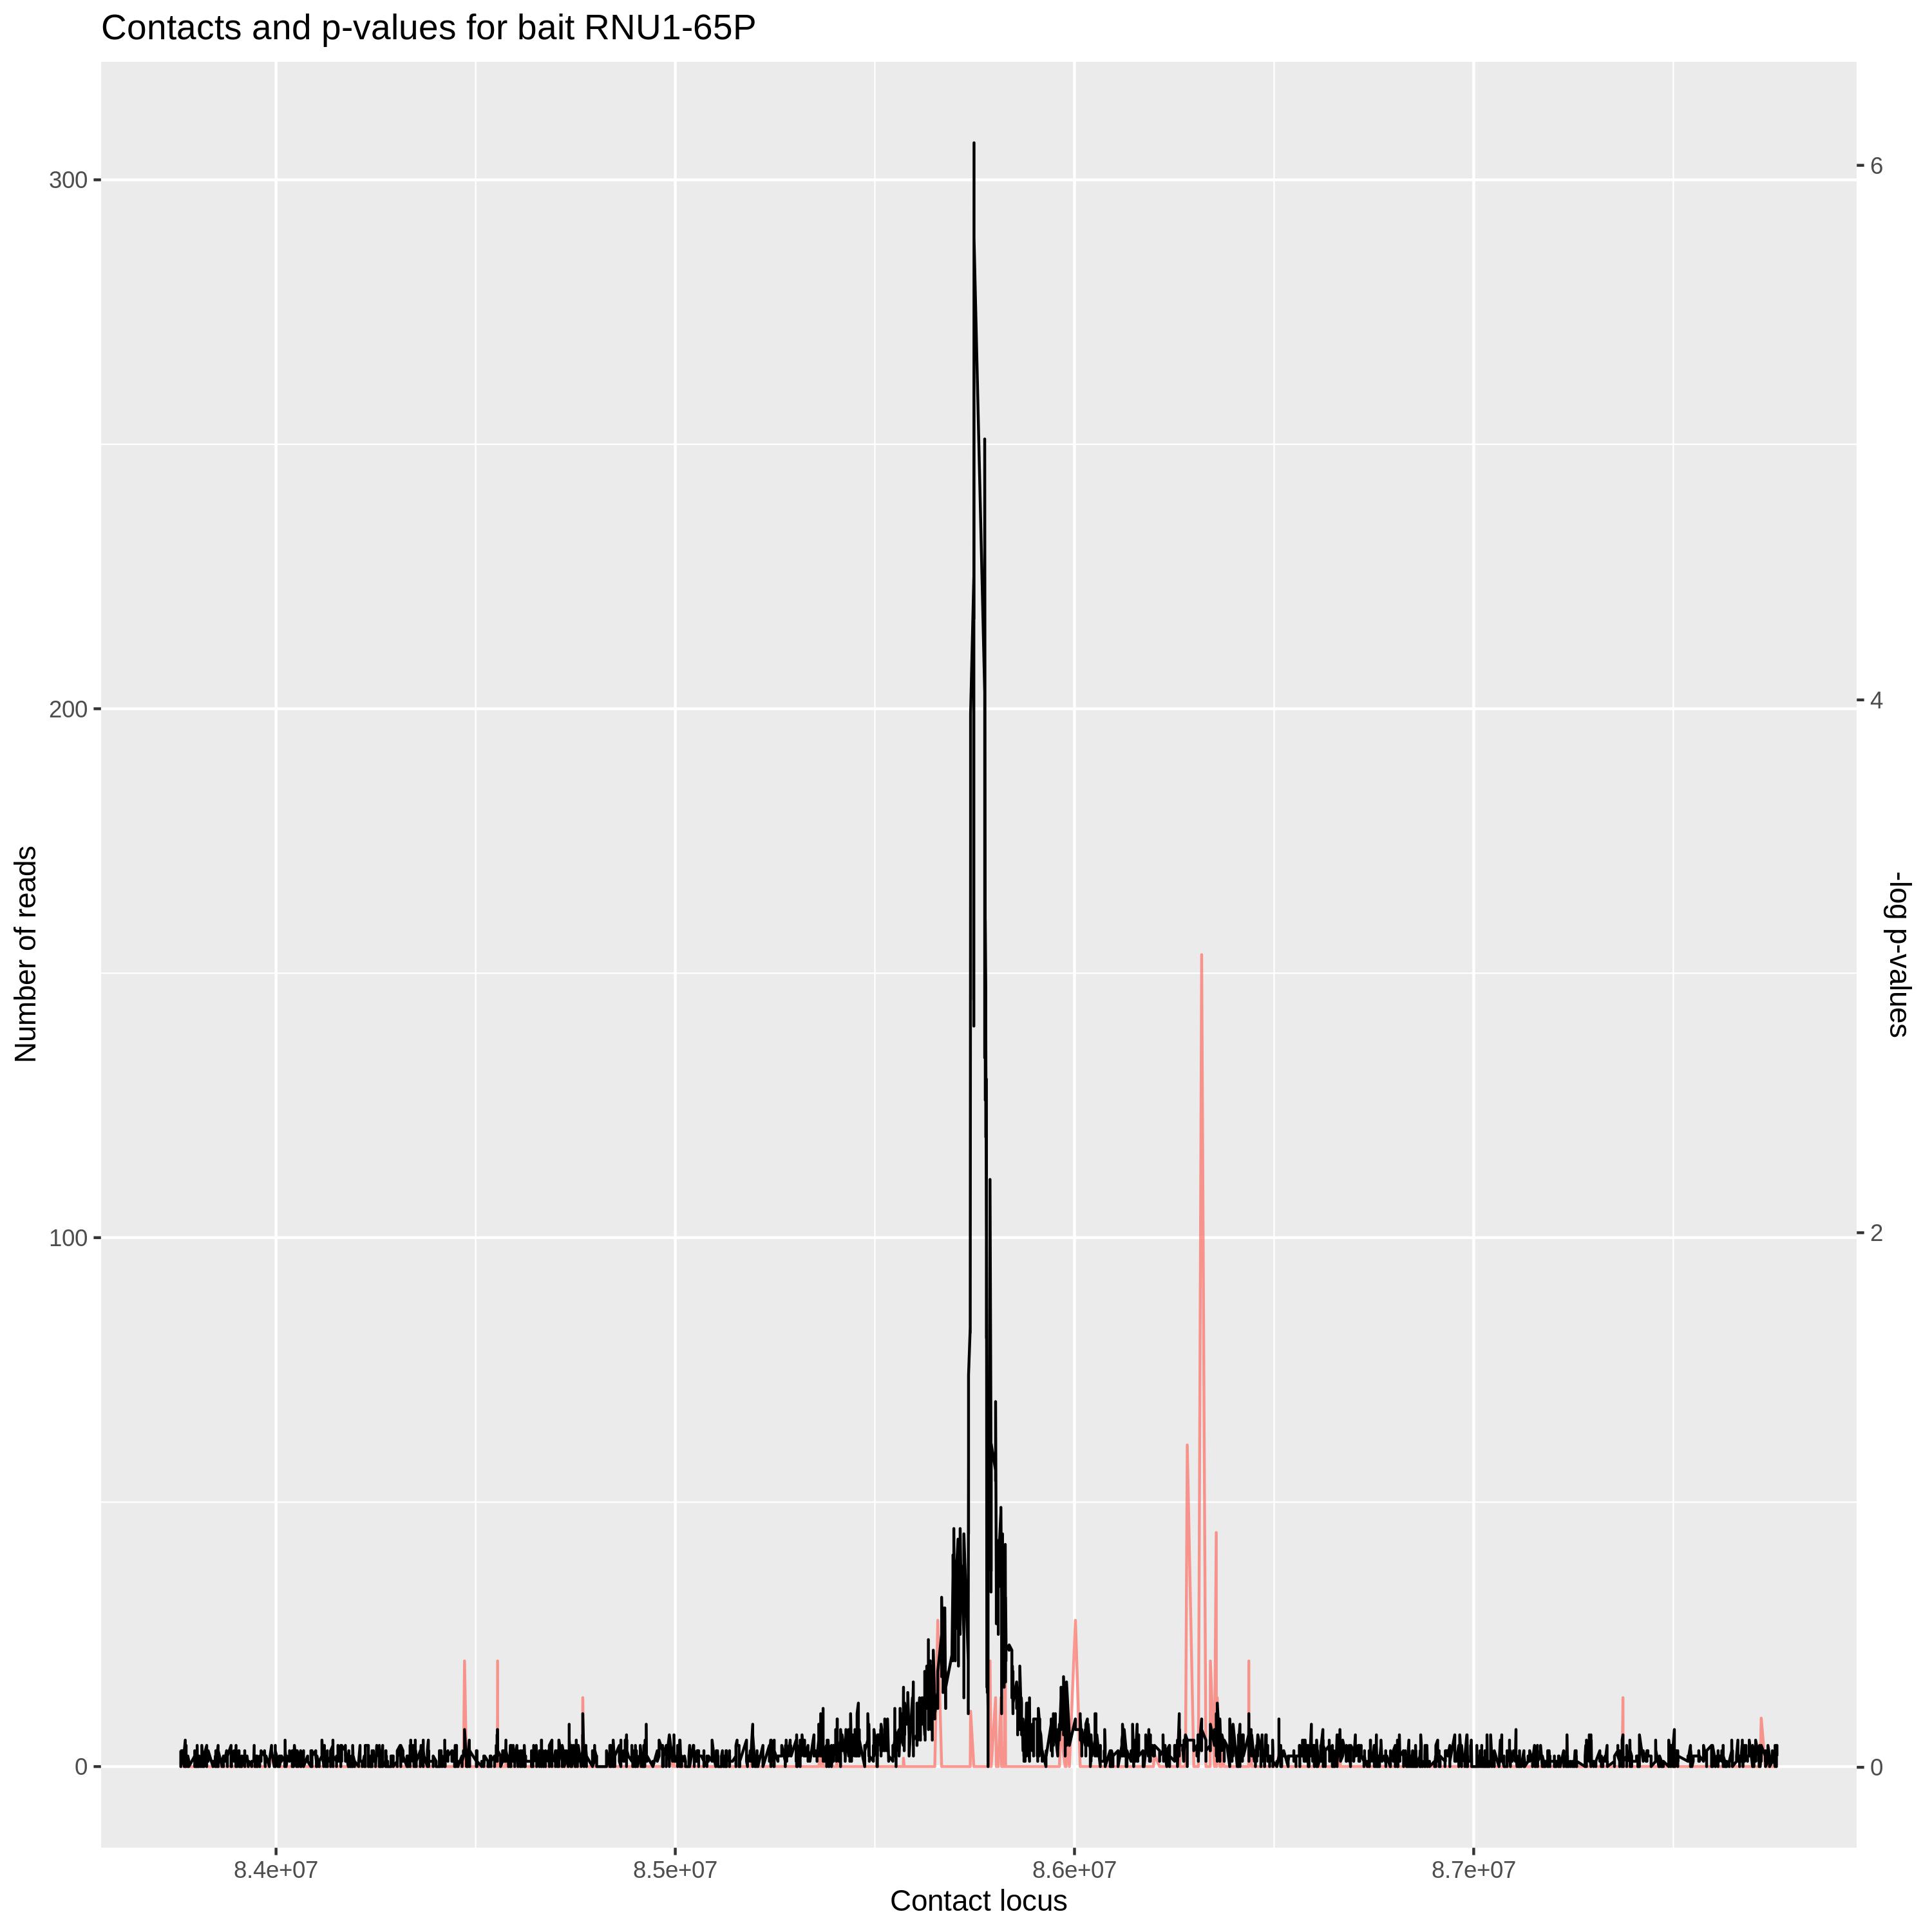 Contacts and p-values for bait RNU1-65P
300
200
100
0
Number of reads
6
4
2
0
-log p-values
8.4e+07
8.5e+07
8.6e+07
8.7e+07
Contact locus